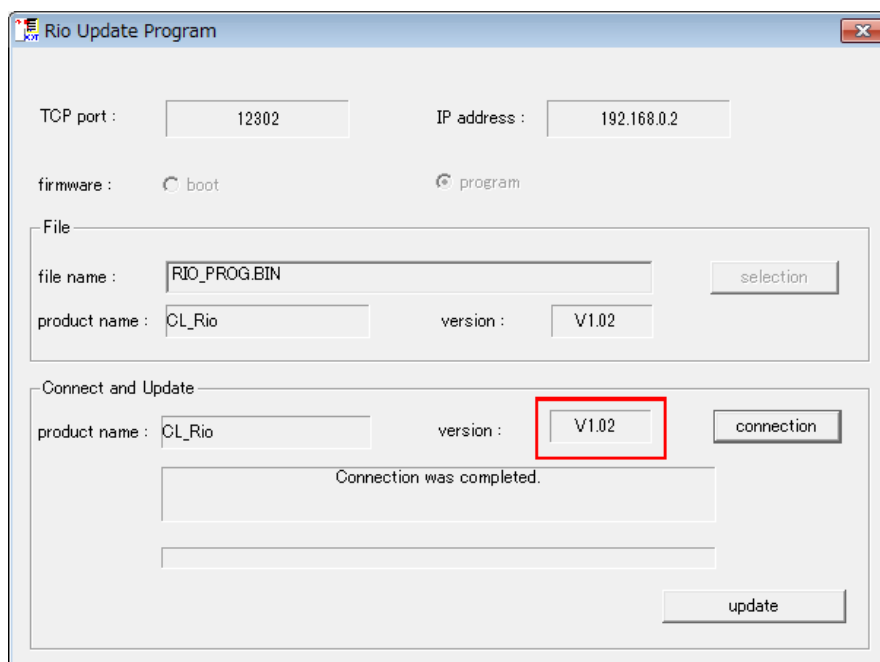 Rio Update Program
TCP port : 12302 IP address : 192.168.0.2
firmware : boot program
File
file name : RIO_PROG.BIN selection
product name : CL_Rio version : V1.02
Connect and Update
product name : CL_Rio version : V1.02 connection
Connection was completed.
update